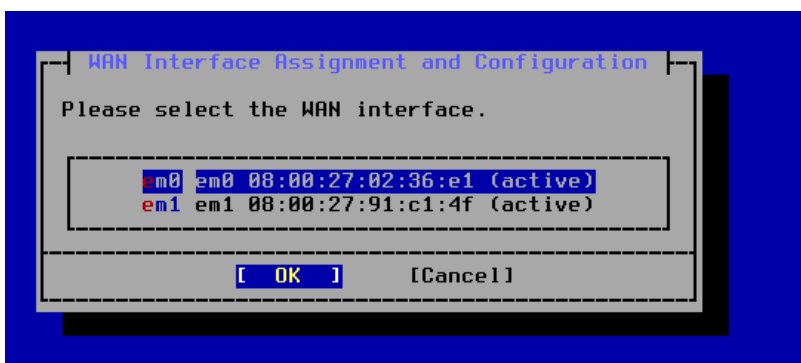 WAN Interface Assignment and Configuration
Please select the WAN interface.
em0 em0 08:00:27:02:36:e1 (active)
em1 em1 08:00:27:91:c1:4f (active)
[ OK ] [Cancel]